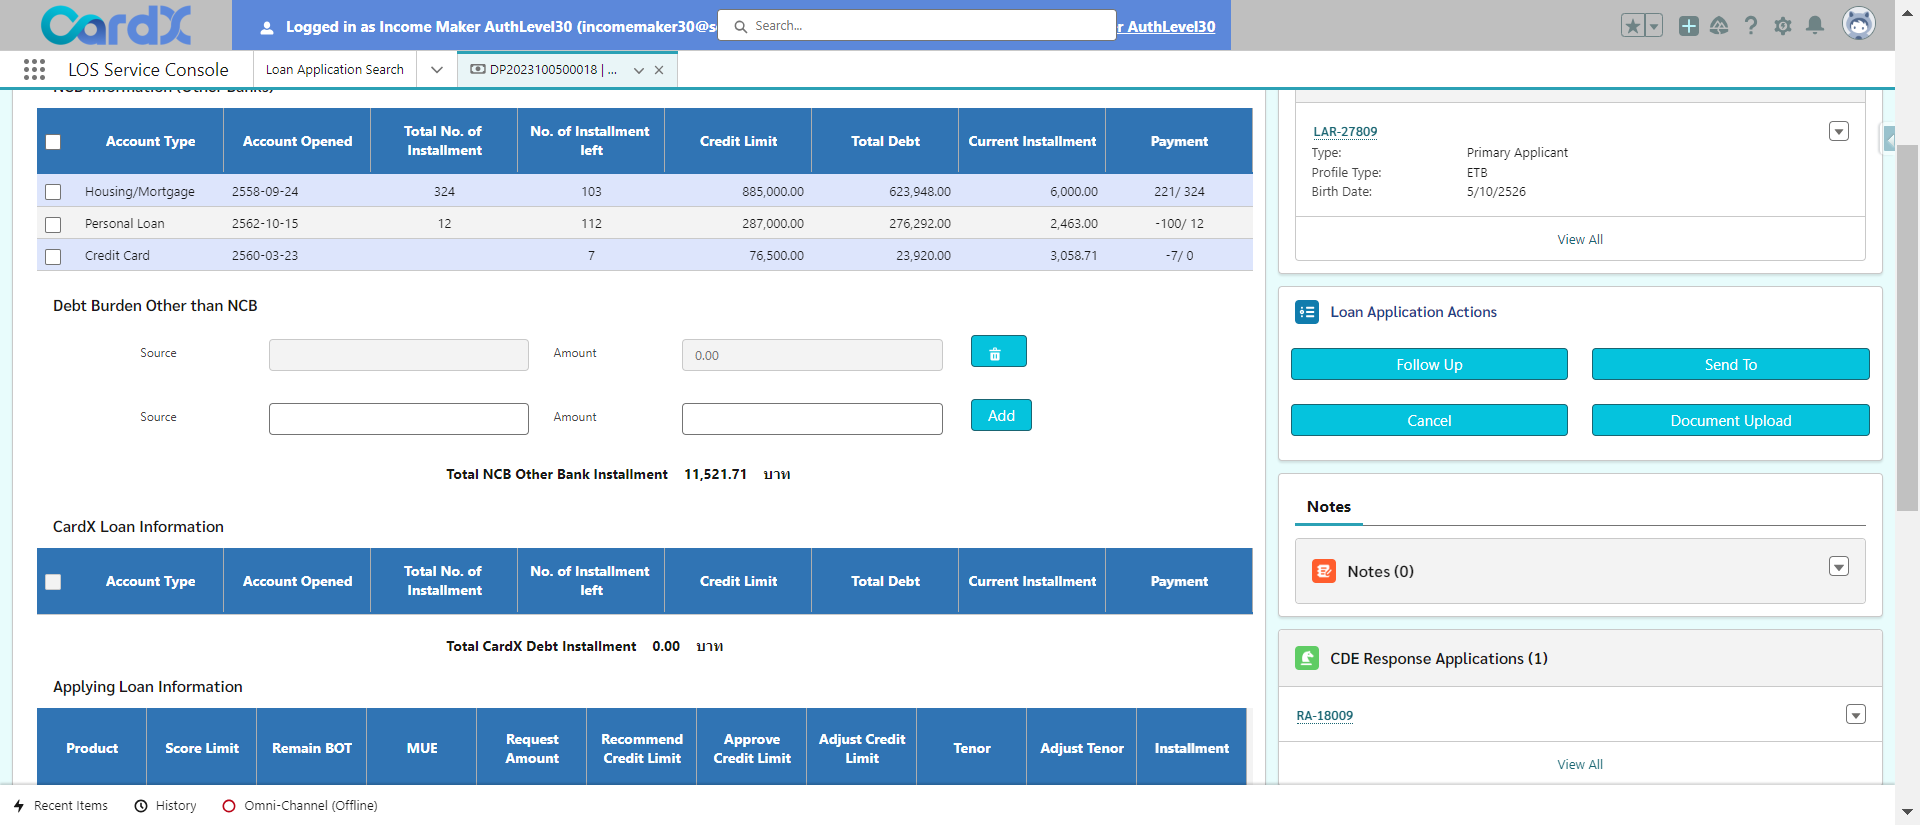 CardX
Logged in as Income Maker AuthLevel30 (incomemaker30@s
Search...
r AuthLevel30
LOS Service Console
Loan Application Search
DP2023100500018 | ...
NCB Information (Other Banks)
Account Type Account Opened Total No. of Installment No. of Installment left Credit Limit Total Debt Current Installment Payment
Housing/Mortgage 2558-09-24 324 103 885,000.00 623,948.00 6,000.00 221/ 324
Personal Loan 2562-10-15 12 112 287,000.00 276,292.00 2,463.00 -100/ 12
Credit Card 2560-03-23 7 76,500.00 23,920.00 3,058.71 -7/ 0
Debt Burden Other than NCB
Source Amount 0.00
Source Amount Add
Total NCB Other Bank Installment 11,521.71 บาท
CardX Loan Information
Account Type Account Opened Total No. of Installment No. of Installment left Credit Limit Total Debt Current Installment Payment
Total CardX Debt Installment 0.00 บาท
Applying Loan Information
Product Score Limit Remain BOT MUE Request Amount Recommend Credit Limit Approve Credit Limit Adjust Credit Limit Tenor Adjust Tenor Installment
LAR-27809
Type: Primary Applicant
Profile Type: ETB
Birth Date: 5/10/2526
View All
Loan Application Actions
Follow Up Send To
Cancel Document Upload
Notes
Notes (0)
CDE Response Applications (1)
RA-18009
View All
Recent Items History Omni-Channel (Offline)